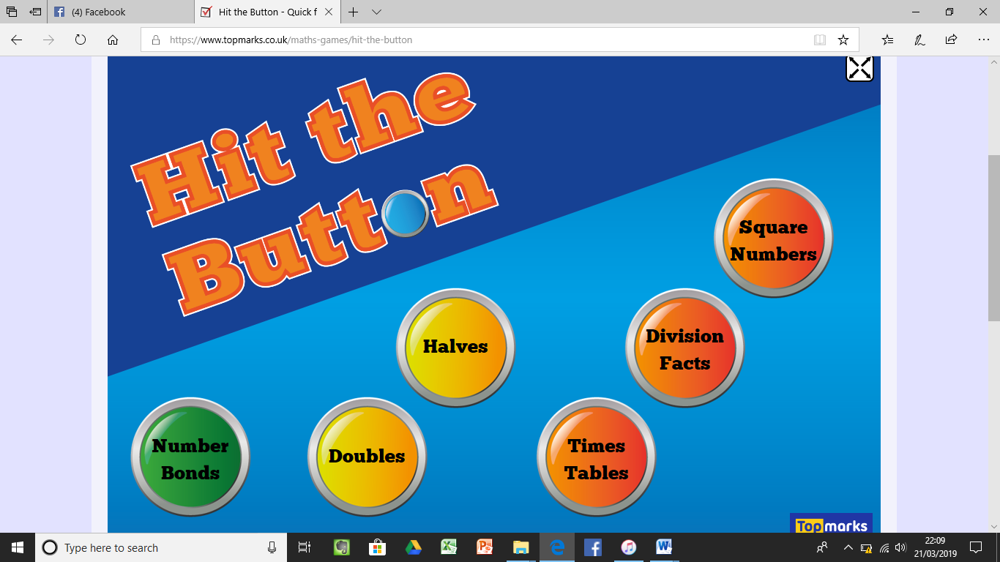 (4) Facebook
Hit the Button - Quick f
https://www.topmarks.co.uk/maths-games/hit-the-button
Hit the
Button
Square
Numbers
Halves
Division
Facts
Number
Bonds
Doubles
Times
Tables
Topmarks
Type here to search
22:09
21/03/2019